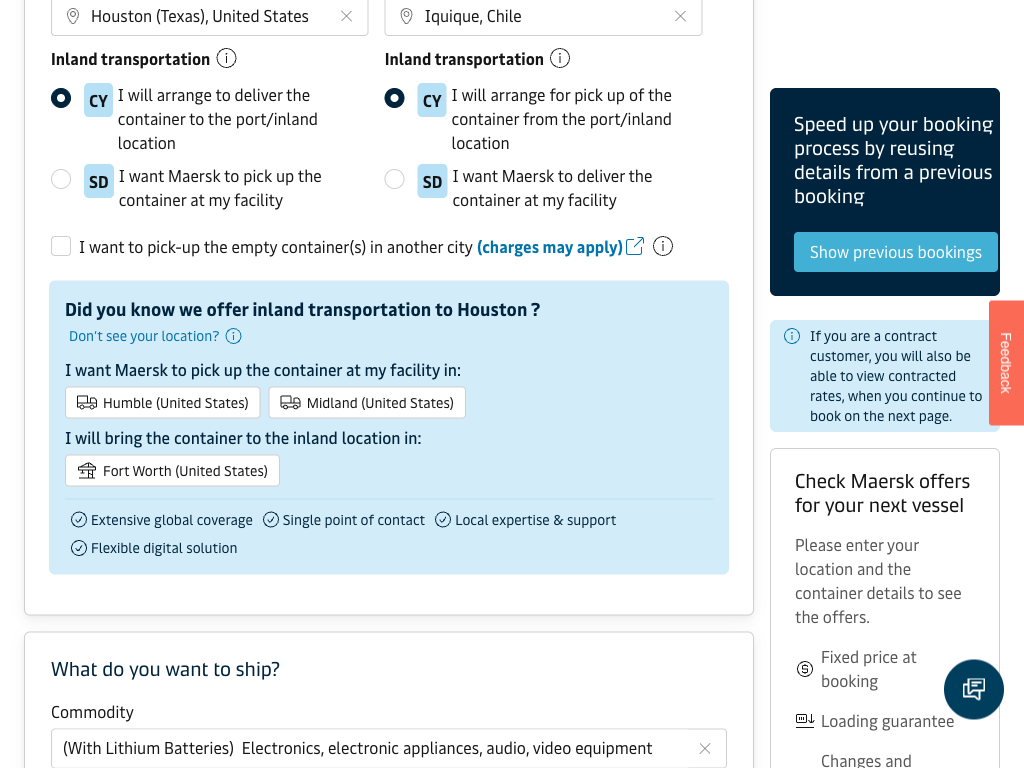 Houston (Texas), United States
Iquique, Chile
Inland transportation
Inland transportation
CY
I will arrange to deliver the
container to the port/inland
location
CY
I will arrange for pick up of the
container from the port/inland
location
SD
I want Maersk to pick up the
container at my facility
SD
I want Maersk to deliver the
container at my facility
I want to pick-up the empty container(s) in another city (charges may apply)
Did you know we offer inland transportation to Houston ?
Don't see your location?
I want Maersk to pick up the container at my facility in:
Humble (United States)
Midland (United States)
I will bring the container to the inland location in:
Fort Worth (United States)
Extensive global coverage
Single point of contact
Local expertise & support
Flexible digital solution
What do you want to ship?
Commodity
(With Lithium Batteries) Electronics, electronic appliances, audio, video equipment
Speed up your booking
process by reusing
details from a previous
booking
Show previous bookings
If you are a contract
customer, you will also be
able to view contracted
rates, when you continue to
book on the next page.
Feedback
Check Maersk offers
for your next vessel
Please enter your
location and the
container details to see
the offers.
Fixed price at
booking
Loading guarantee
Changes and